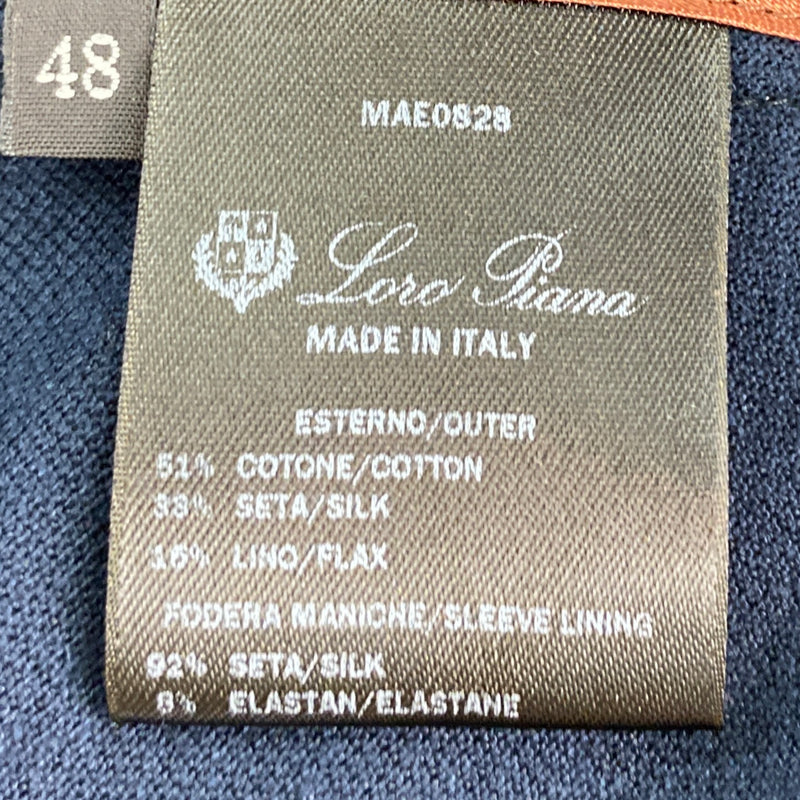 48
MAE0828
Loro Piana
MADE IN ITALY
ESTERNO/OUTER
51% COTONE/COTTON
33% SETA/SILK
16% LINO/FLAX
FODERA MANICHE/SLEEVE LINING
92% SETA/SILK
8% ELASTAN/ELASTANE